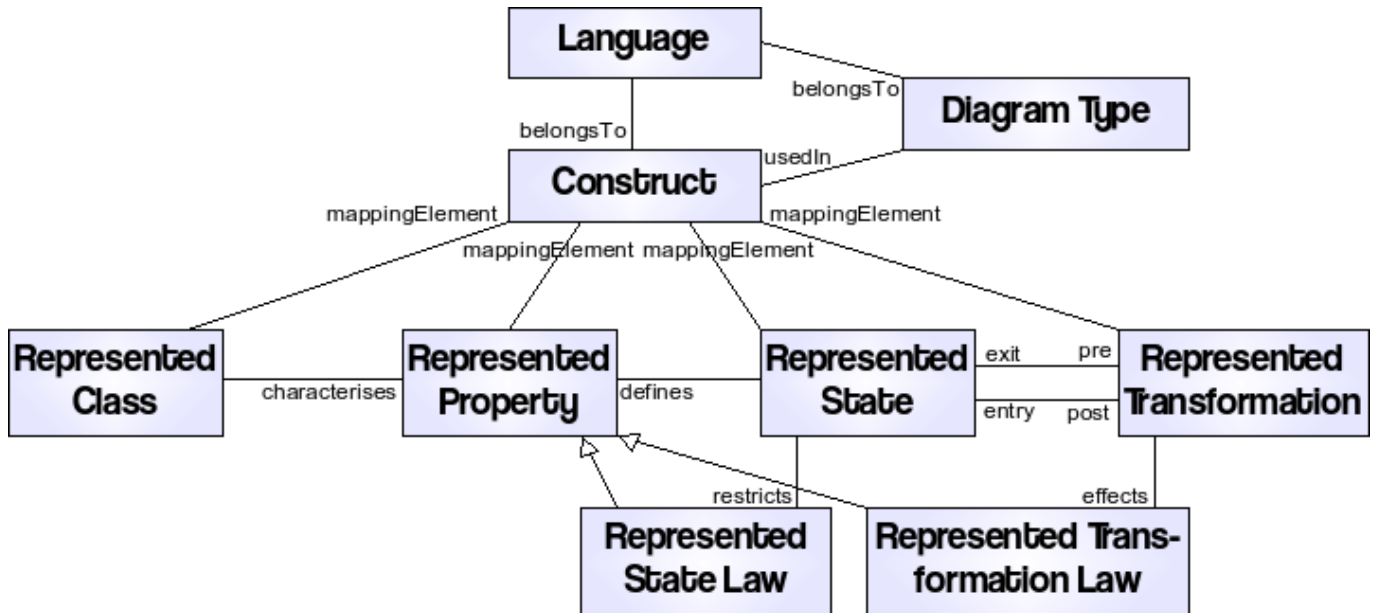 Language
belongsTo
Diagram Type
belongsTo
usedIn
Construct
mappingElement
mappingElement
mappingElement
mappingElement
Represented
Class
characterises
Represented
Property
defines
Represented
State
exit
pre
entry
post
Represented
Transformation
restricts
effects
Represented
State Law
Represented Trans-
formation Law